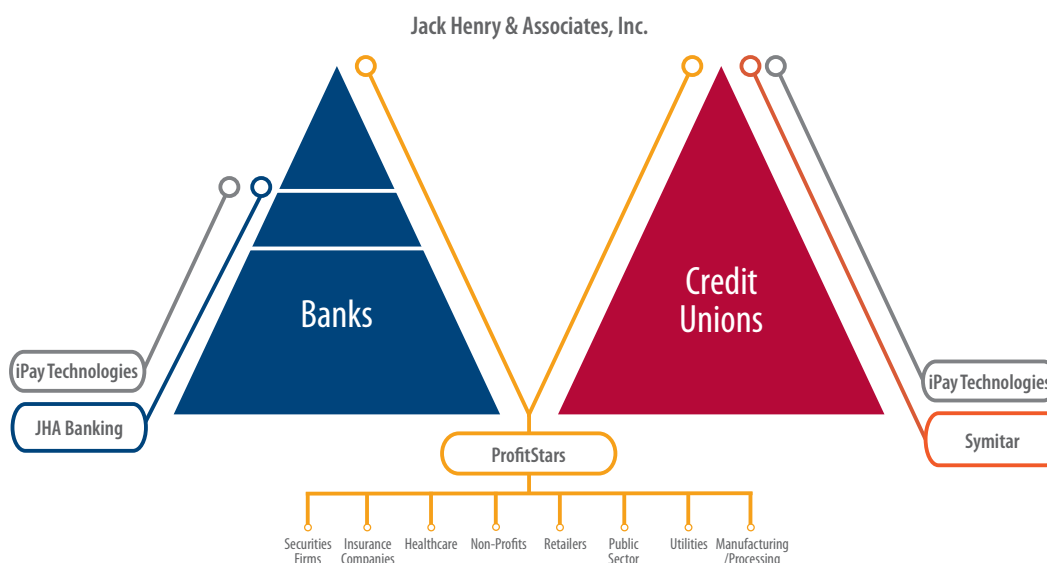 Jack Henry & Associates, Inc.
Banks
Credit
Unions
iPay Technologies
JHA Banking
iPay Technologies
Symitar
ProfitStars
Securities
Firms
Insurance
Companies
Healthcare
Non-Profits
Retailers
Public
Sector
Utilities
Manufacturing
/Processing